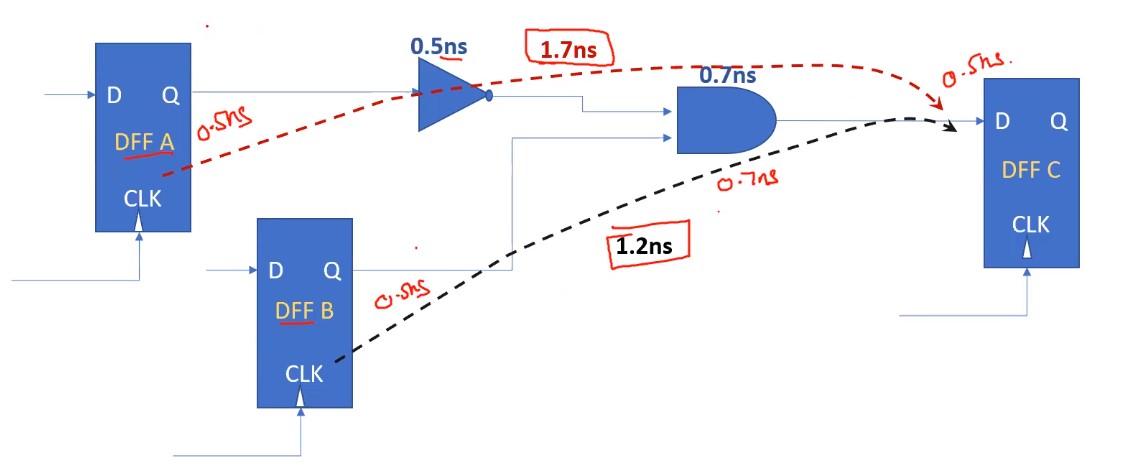 0.5ns
1.7ns
0.5ns.
0.7ns
D Q
0.5ns
DFF A
CLK
D Q
DFF C
CLK
0.7ns
1.2ns
D Q
0.5ns
DFF B
CLK